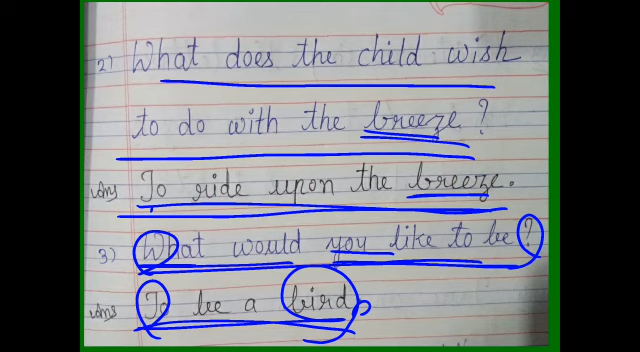 2) What does the child wish
to do with the breeze?
Ans To ride upon the breeze.
3) What would you like to be?
Ans To be a bird.